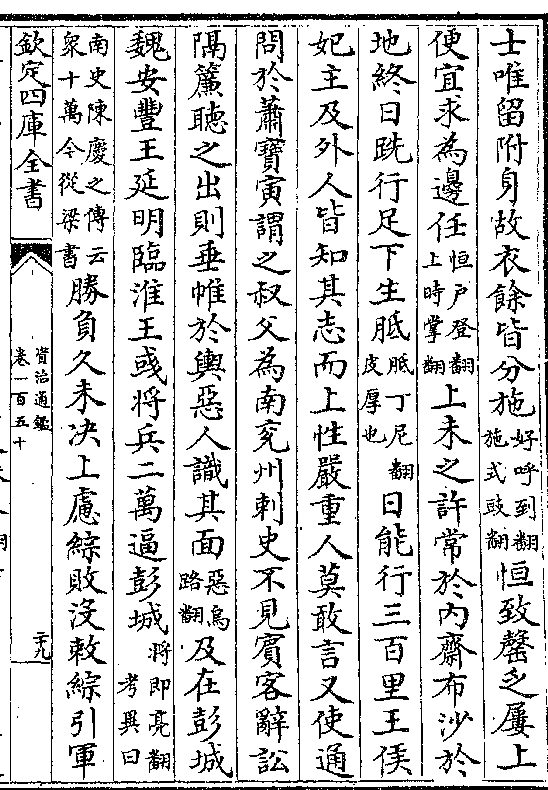 士唯留附身故衣餘皆分施好呼到翻施式豉翻恒致罄乏屢上
便宜求為邊任恒戸登翻上時掌翻上未之許常於内齋布沙於
地終日跣行足下生胝胝丁尼翻皮厚也日能行三百里王侯
妃主及外人皆知其志而上性嚴重人莫敢言又使通
問於蕭寶寅謂之叔父為南兖州刺史不見賓客辭訟
隔簾聽之出則垂帷於輿惡人識其面惡烏路翻及在彭城
魏安豐王延明臨淮王彧將兵二萬逼彭城將即亮翻考異曰
南史陳慶之傳云衆十萬今從梁書勝負久未决上慮綜敗没敕綜引軍
欽定四庫全書
資治通鑑
卷一百五十
二十九